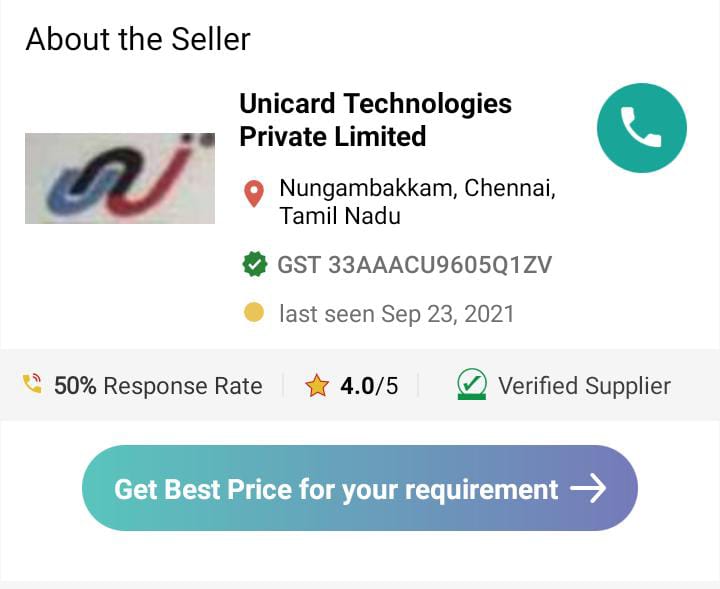 About the Seller
Unicard Technologies
Private Limited
Nungambakkam, Chennai,
Tamil Nadu
GST 33AAACU9605Q1ZV
last seen Sep 23, 2021
50% Response Rate
4.0/5
Verified Supplier
Get Best Price for your requirement